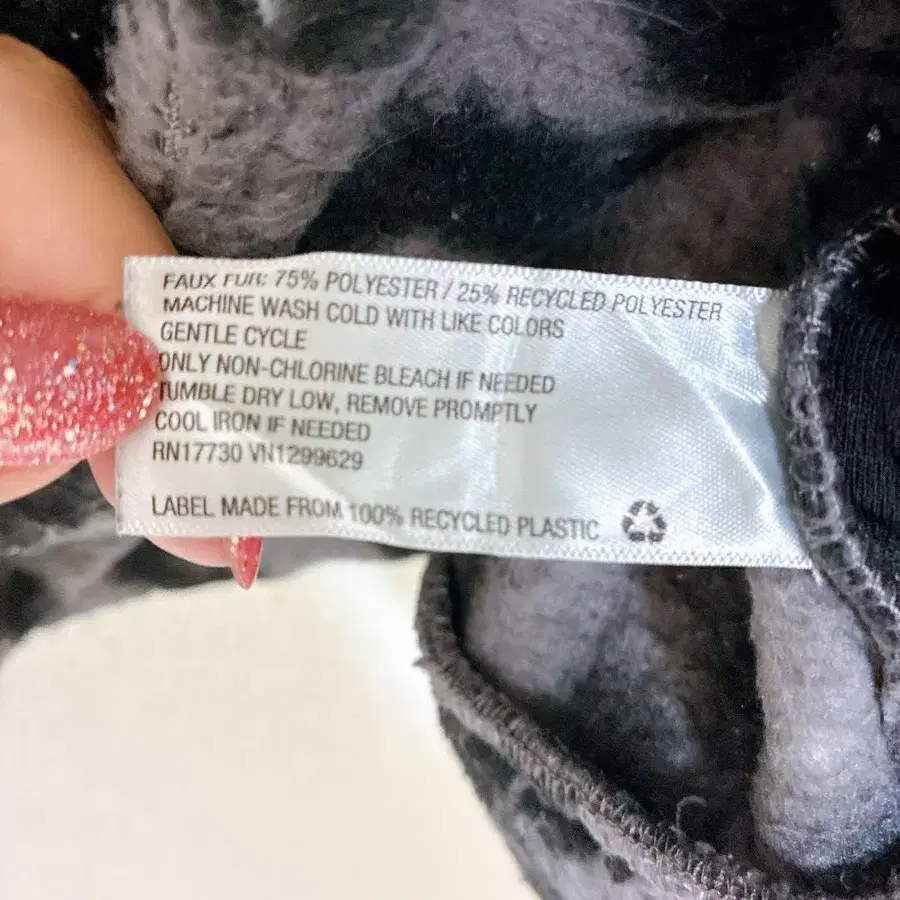 FAUX FUR: 75% POLYESTER / 25% RECYCLED POLYESTER
MACHINE WASH COLD WITH LIKE COLORS
GENTLE CYCLE
ONLY NON-CHLORINE BLEACH IF NEEDED
TUMBLE DRY LOW, REMOVE PROMPTLY
COOL IRON IF NEEDED
RN17730 VN1299629
LABEL MADE FROM 100% RECYCLED PLASTIC